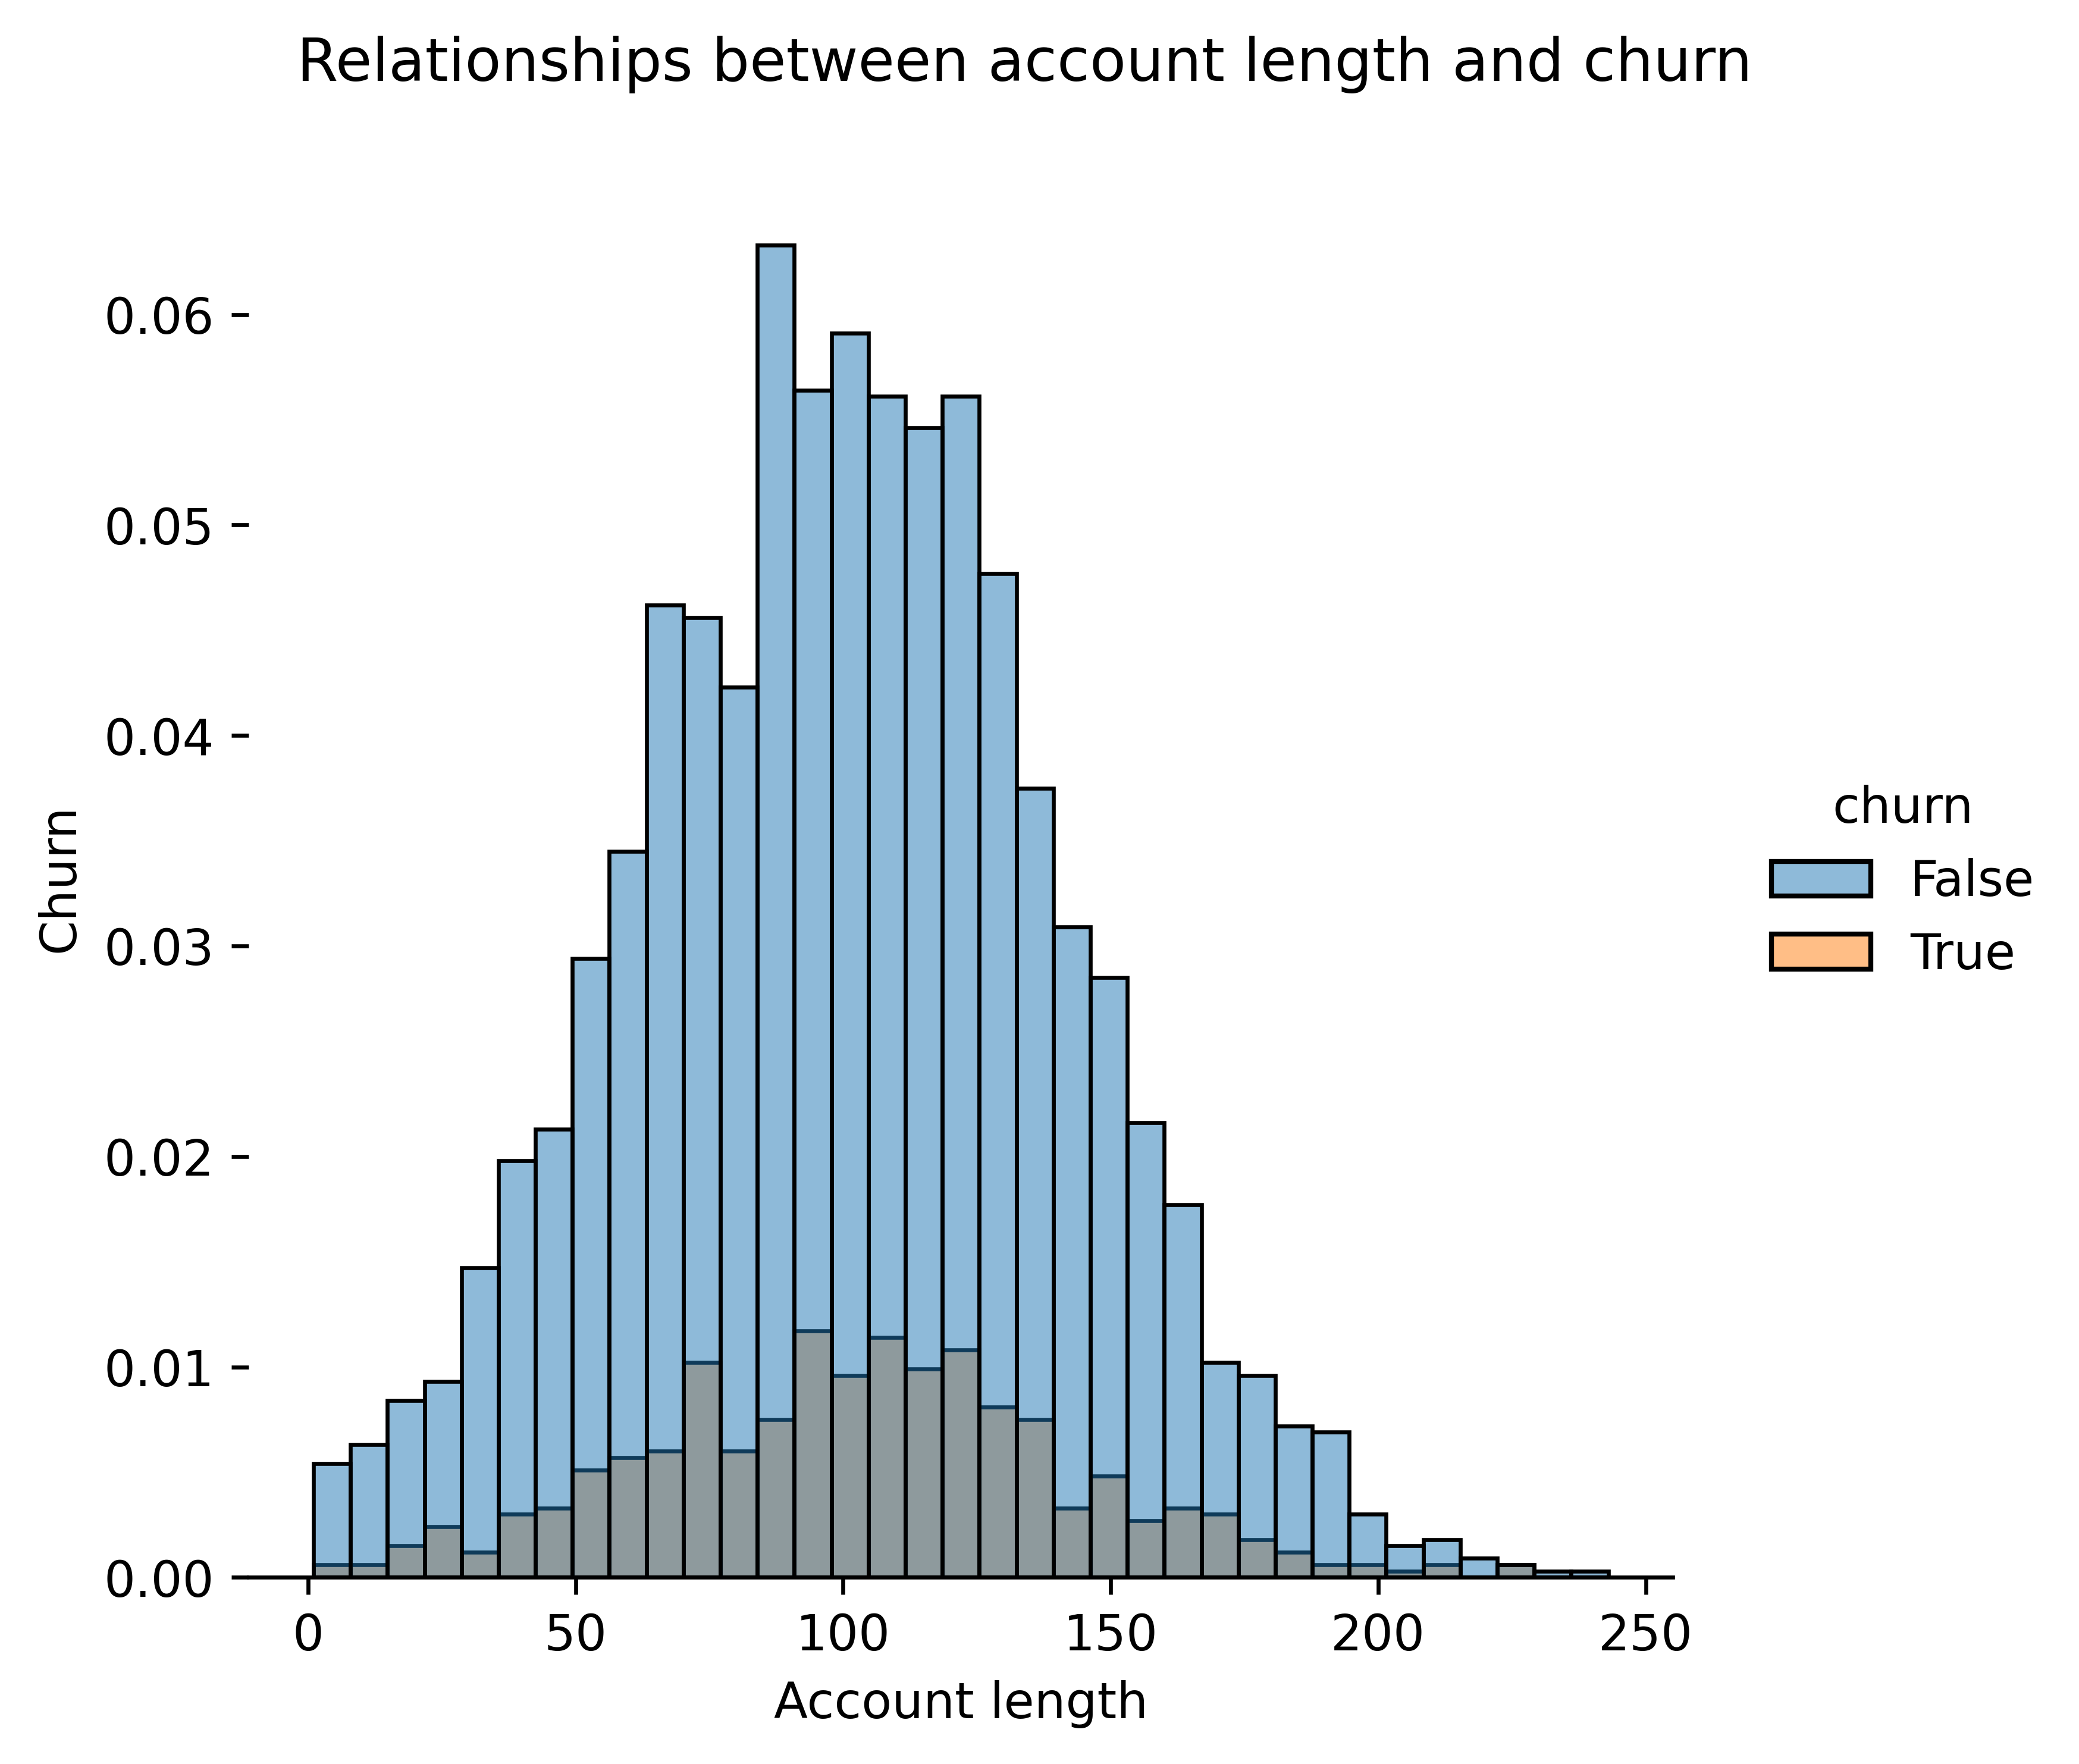 Relationships between account length and churn
0.06
0.05
0.04
0.03
0.02
0.01
0.00
Churn
0 50 100 150 200 250
Account length
churn
False
True